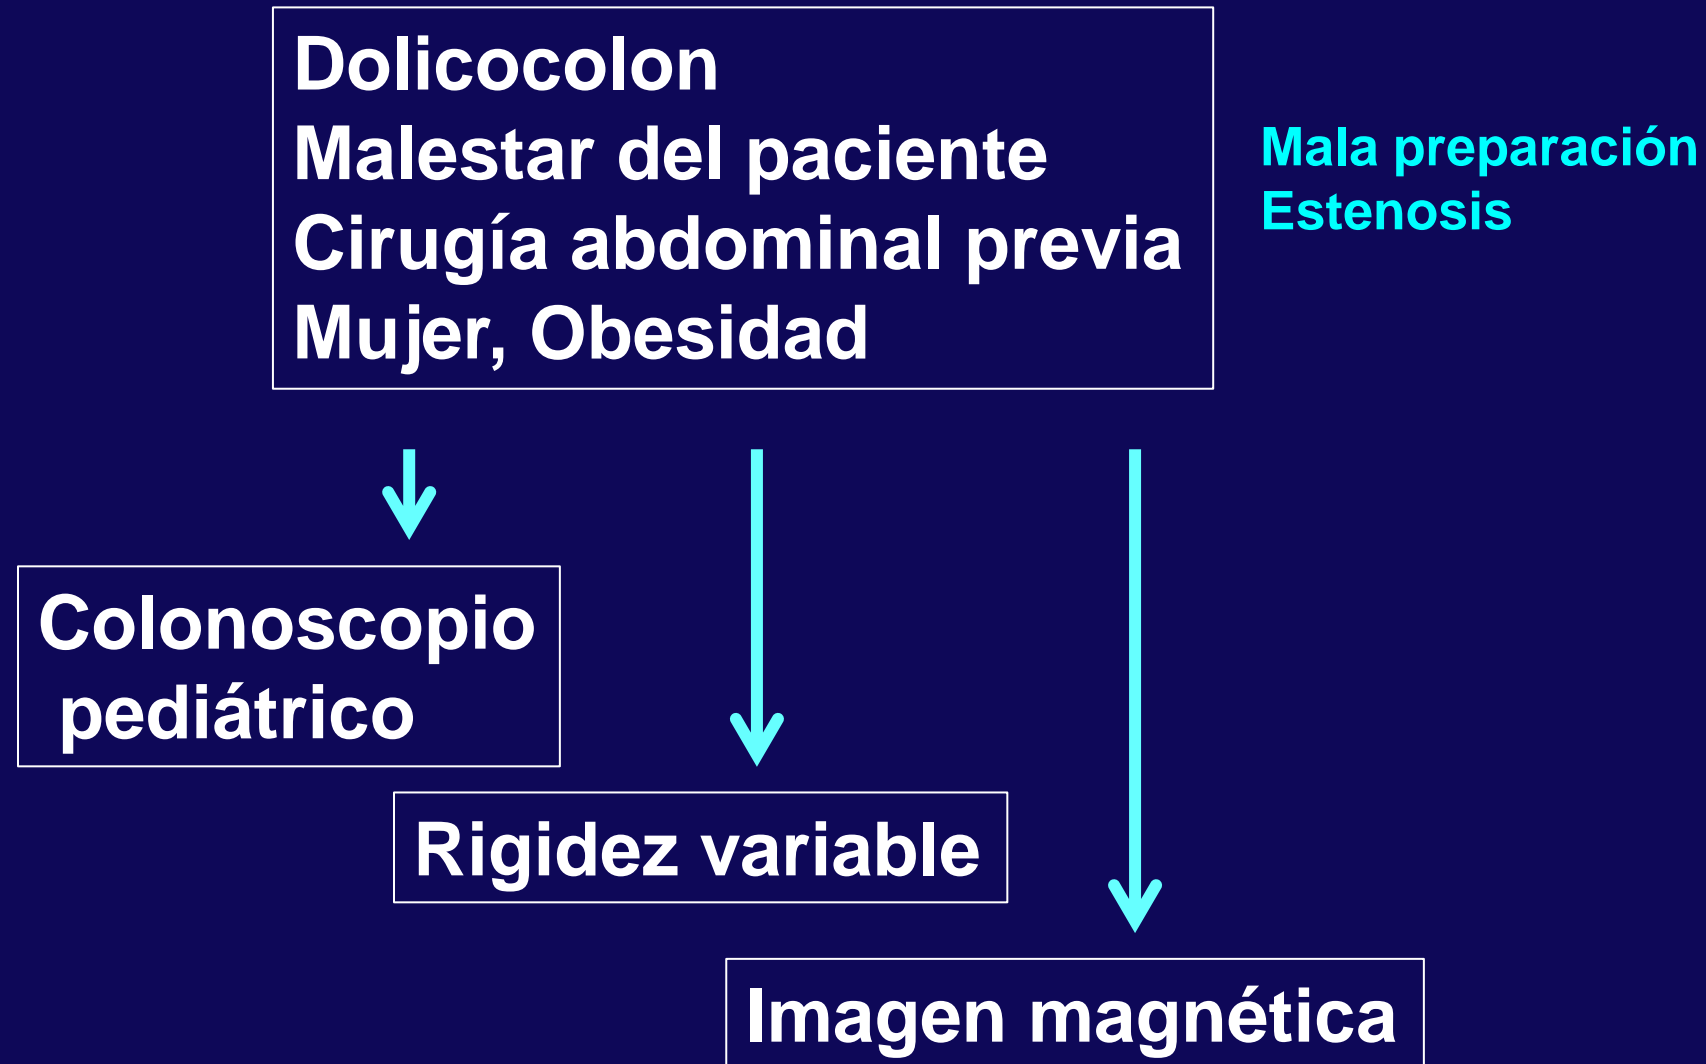 Dolicocolon
Malestar del paciente
Cirugía abdominal previa
Mujer, Obesidad
Mala preparación
Estenosis
Colonoscopio
pediátrico
Rigidez variable
Imagen magnética